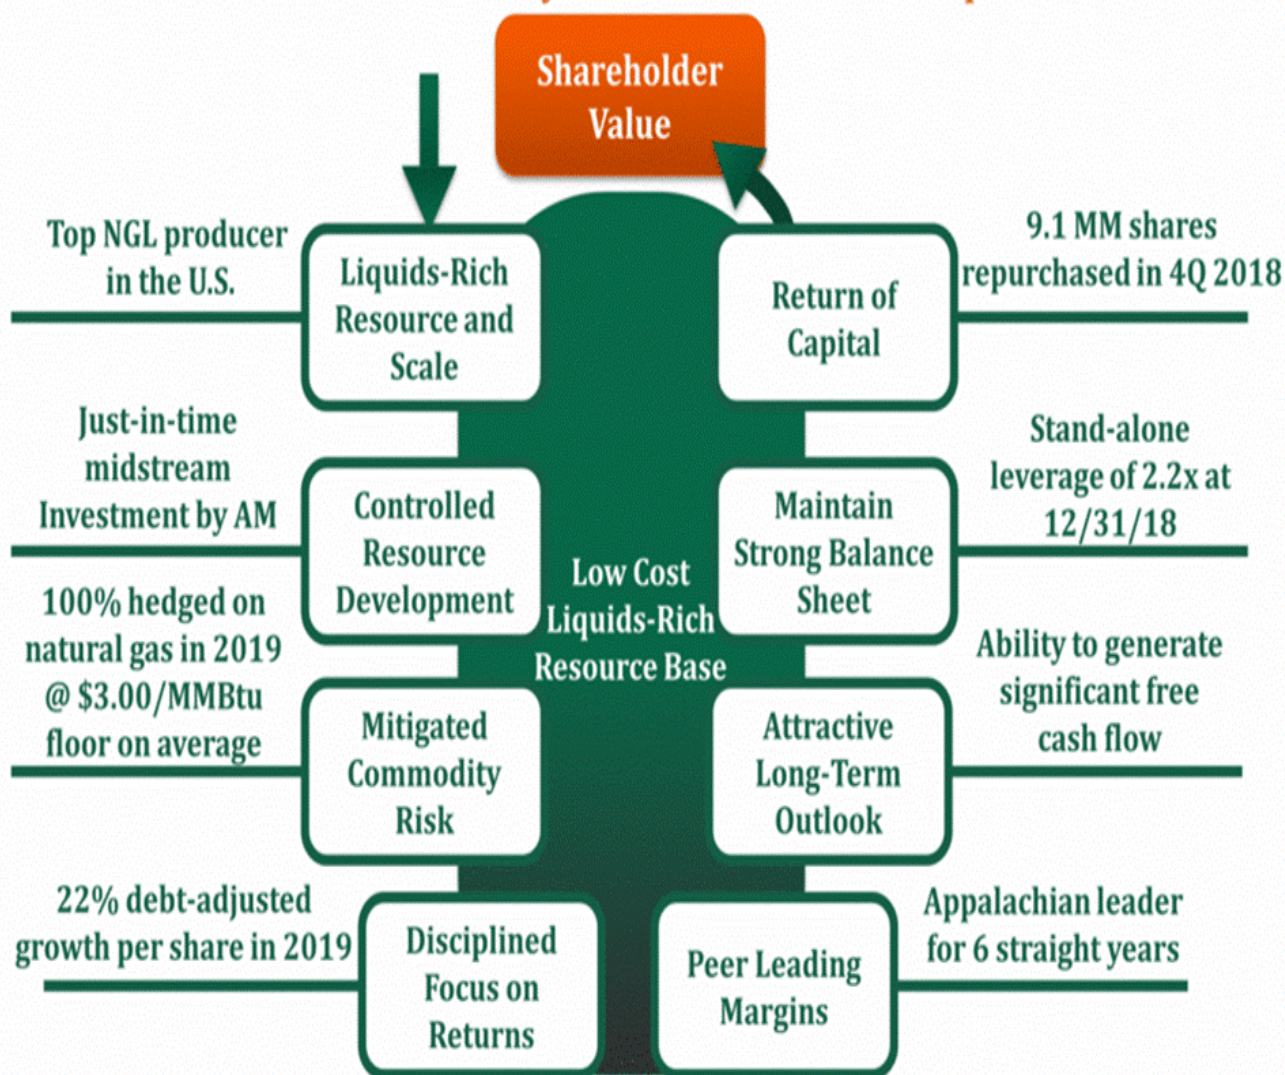 Shareholder
Value
Top NGL producer
in the U.S.
Liquids-Rich
Resource and
Scale
Return of
Capital
9.1 MM shares
repurchased in 4Q 2018
Just-in-time
midstream
Investment by AM
Controlled
Resource
Development
Low Cost
Liquids-Rich
Resource Base
Maintain
Strong Balance
Sheet
Stand-alone
leverage of 2.2x at
12/31/18
100% hedged on
natural gas in 2019
@ $3.00/MMBtu
floor on average
Mitigated
Commodity
Risk
Attractive
Long-Term
Outlook
Ability to generate
significant free
cash flow
22% debt-adjusted
growth per share in 2019
Disciplined
Focus on
Returns
Peer Leading
Margins
Appalachian leader
for 6 straight years